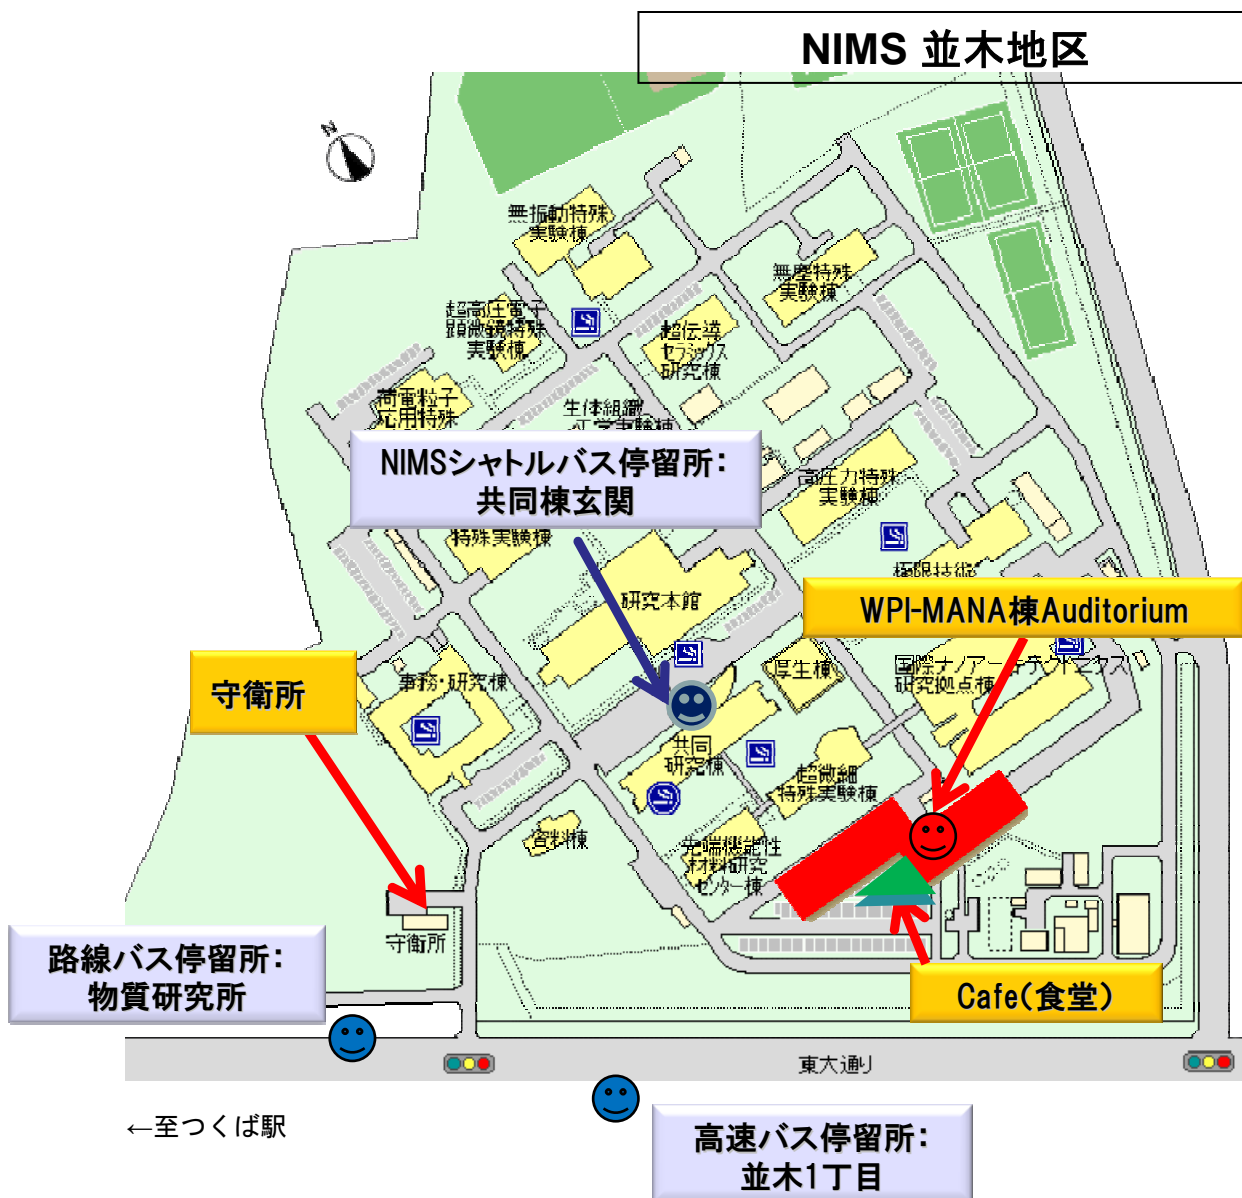 NIMS 並木地区
N
無振動特殊
実験棟
無塵特殊
実験棟
超高圧電子
顕微鏡特殊
実験棟
超伝導
セラミックス
研究棟
荷電粒子
応用特殊
生体組織
工学実験棟
NIMSシャトルバス停留所:
共同棟玄関
高圧力特殊
実験棟
特殊実験棟
極限技術
研究本館
WPI-MANA棟Auditorium
守衛所
事務・研究棟
厚生棟
国際ナノアーキテクトニクス
研究拠点棟
共同
研究棟
超微細
特殊実験棟
資料棟
先端機能性
材料研究
センター棟
守衛所
路線バス停留所:
物質研究所
Cafe(食堂)
東大通り
←至つくば駅
高速バス停留所:
並木1丁目